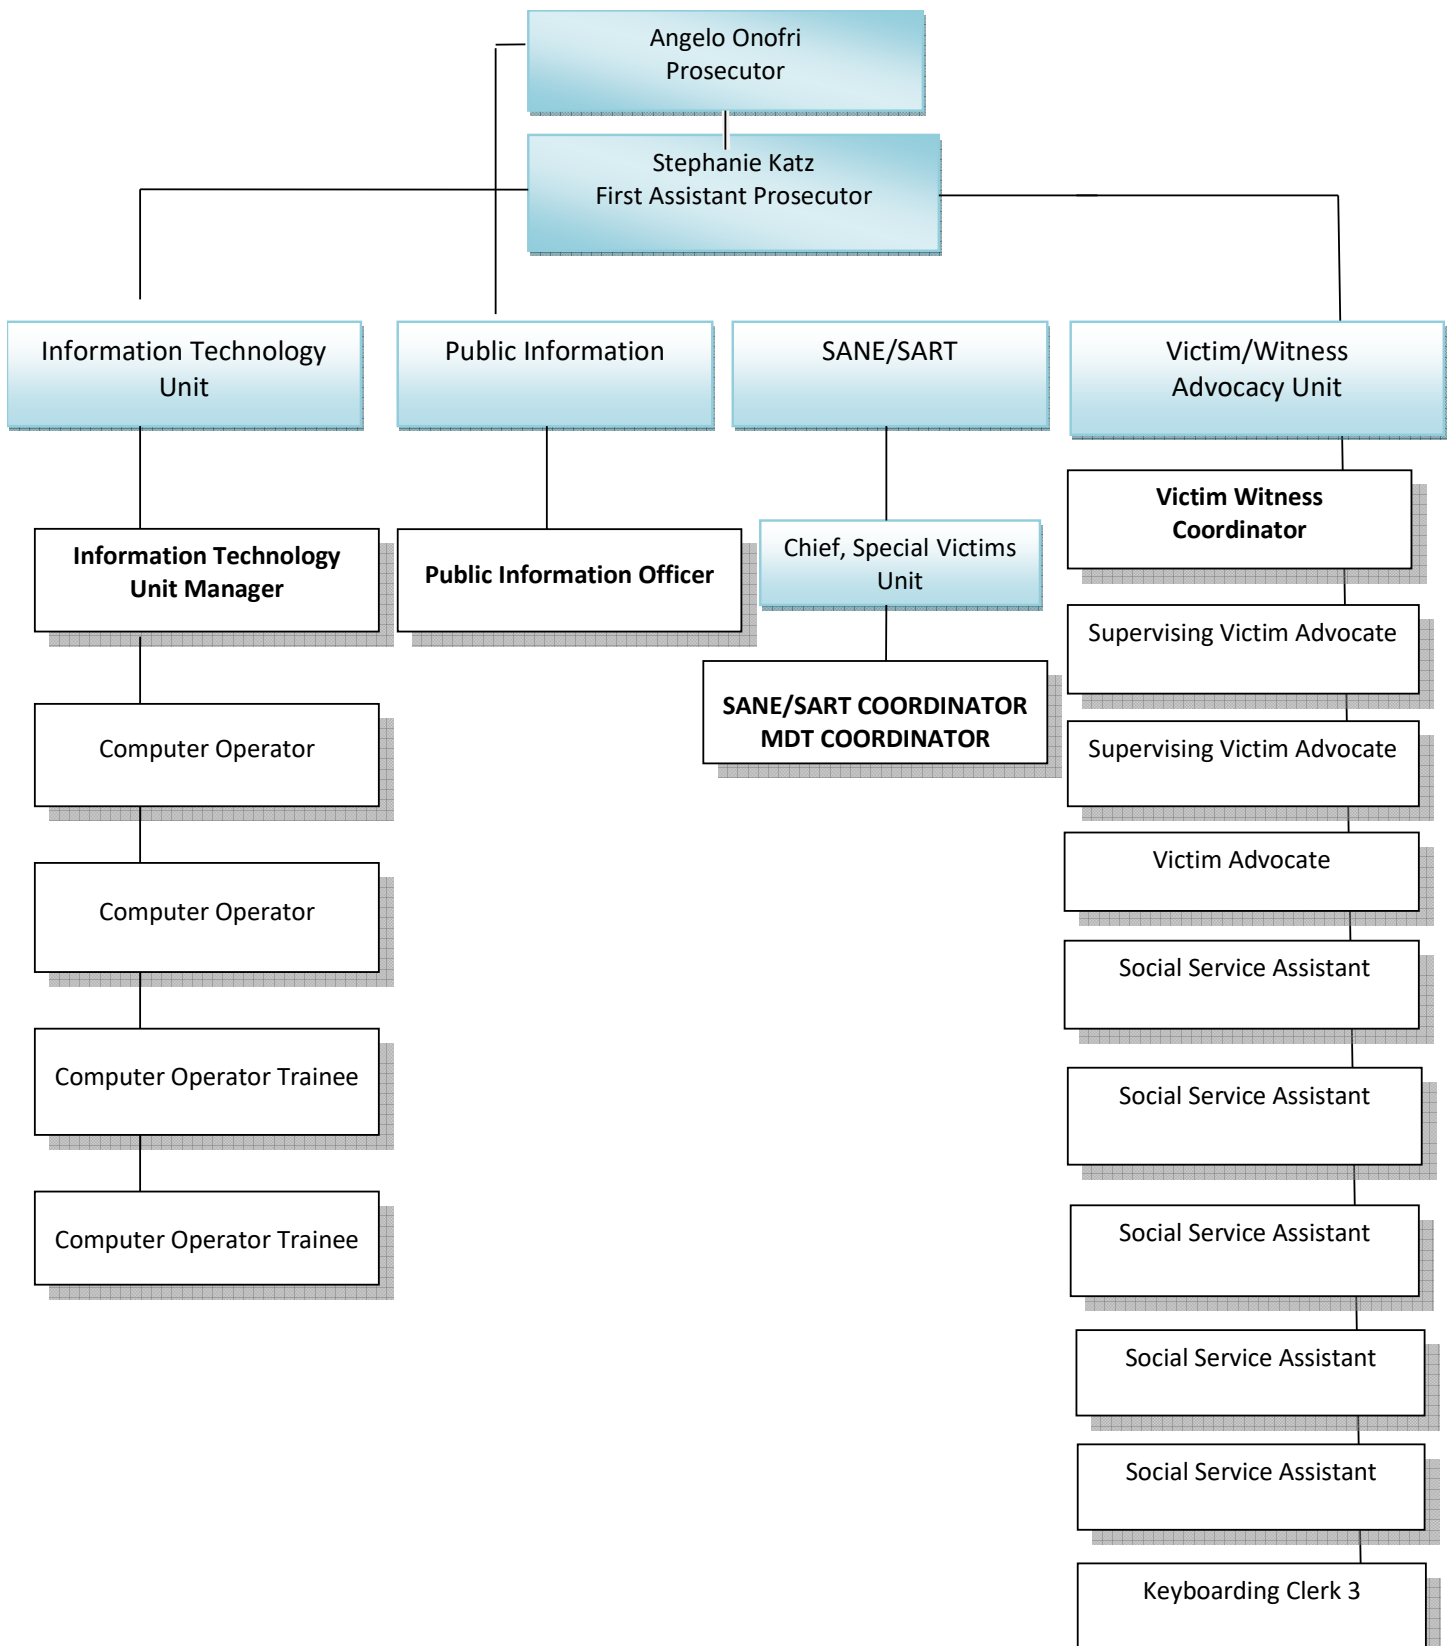 Angelo Onofri
Prosecutor
Stephanie Katz
First Assistant Prosecutor
Information Technology
Unit
Public Information
SANE/SART
Victim/Witness
Advocacy Unit
Information Technology
Unit Manager
Computer Operator
Computer Operator
Computer Operator Trainee
Computer Operator Trainee
Public Information Officer
Chief, Special Victims
Unit
SANE/SART COORDINATOR
MDT COORDINATOR
Victim Witness
Coordinator
Supervising Victim Advocate
Supervising Victim Advocate
Victim Advocate
Social Service Assistant
Social Service Assistant
Social Service Assistant
Social Service Assistant
Social Service Assistant
Keyboarding Clerk 3